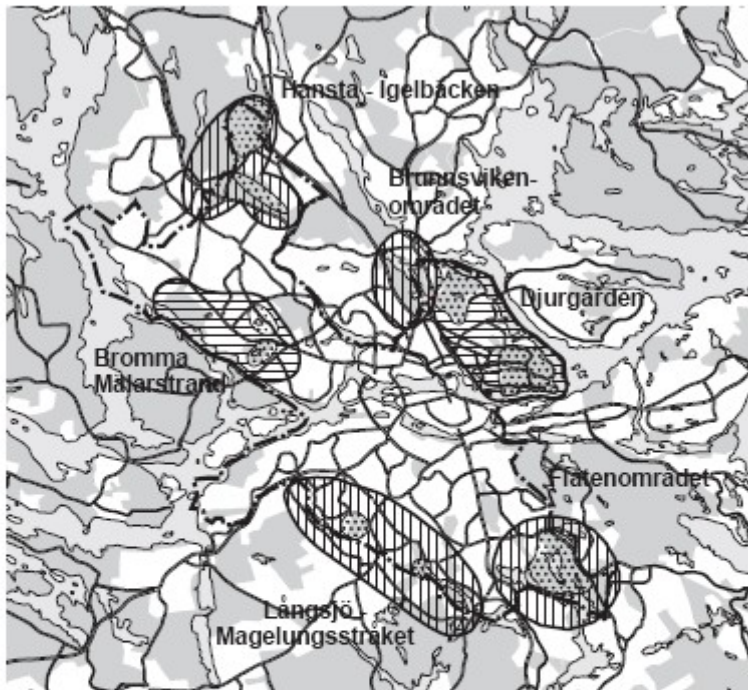 Hansta - Igelbäcken
Brunnsviken-
området
Djurgården
Bromma
Mälarstrand
Flatenområdet
Långsjö -
Magelungsstråket